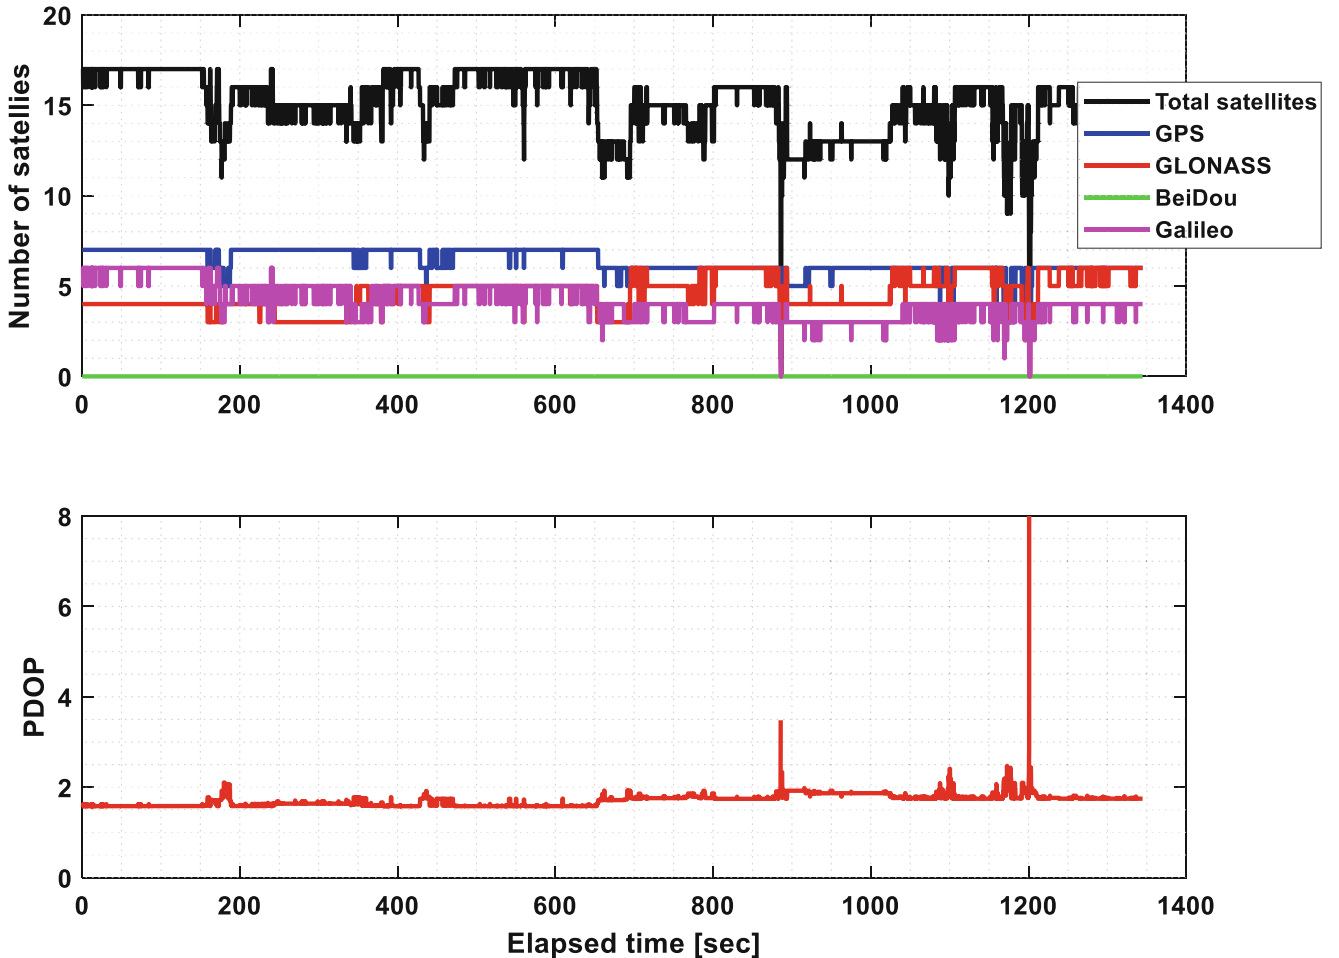 20
15
10
5
0
Number of satellies
Total satellites
GPS
GLONASS
BeiDou
Galileo
0 200 400 600 800 1000 1200 1400
8
6
4
2
0
PDOP
0 200 400 600 800 1000 1200 1400
Elapsed time [sec]